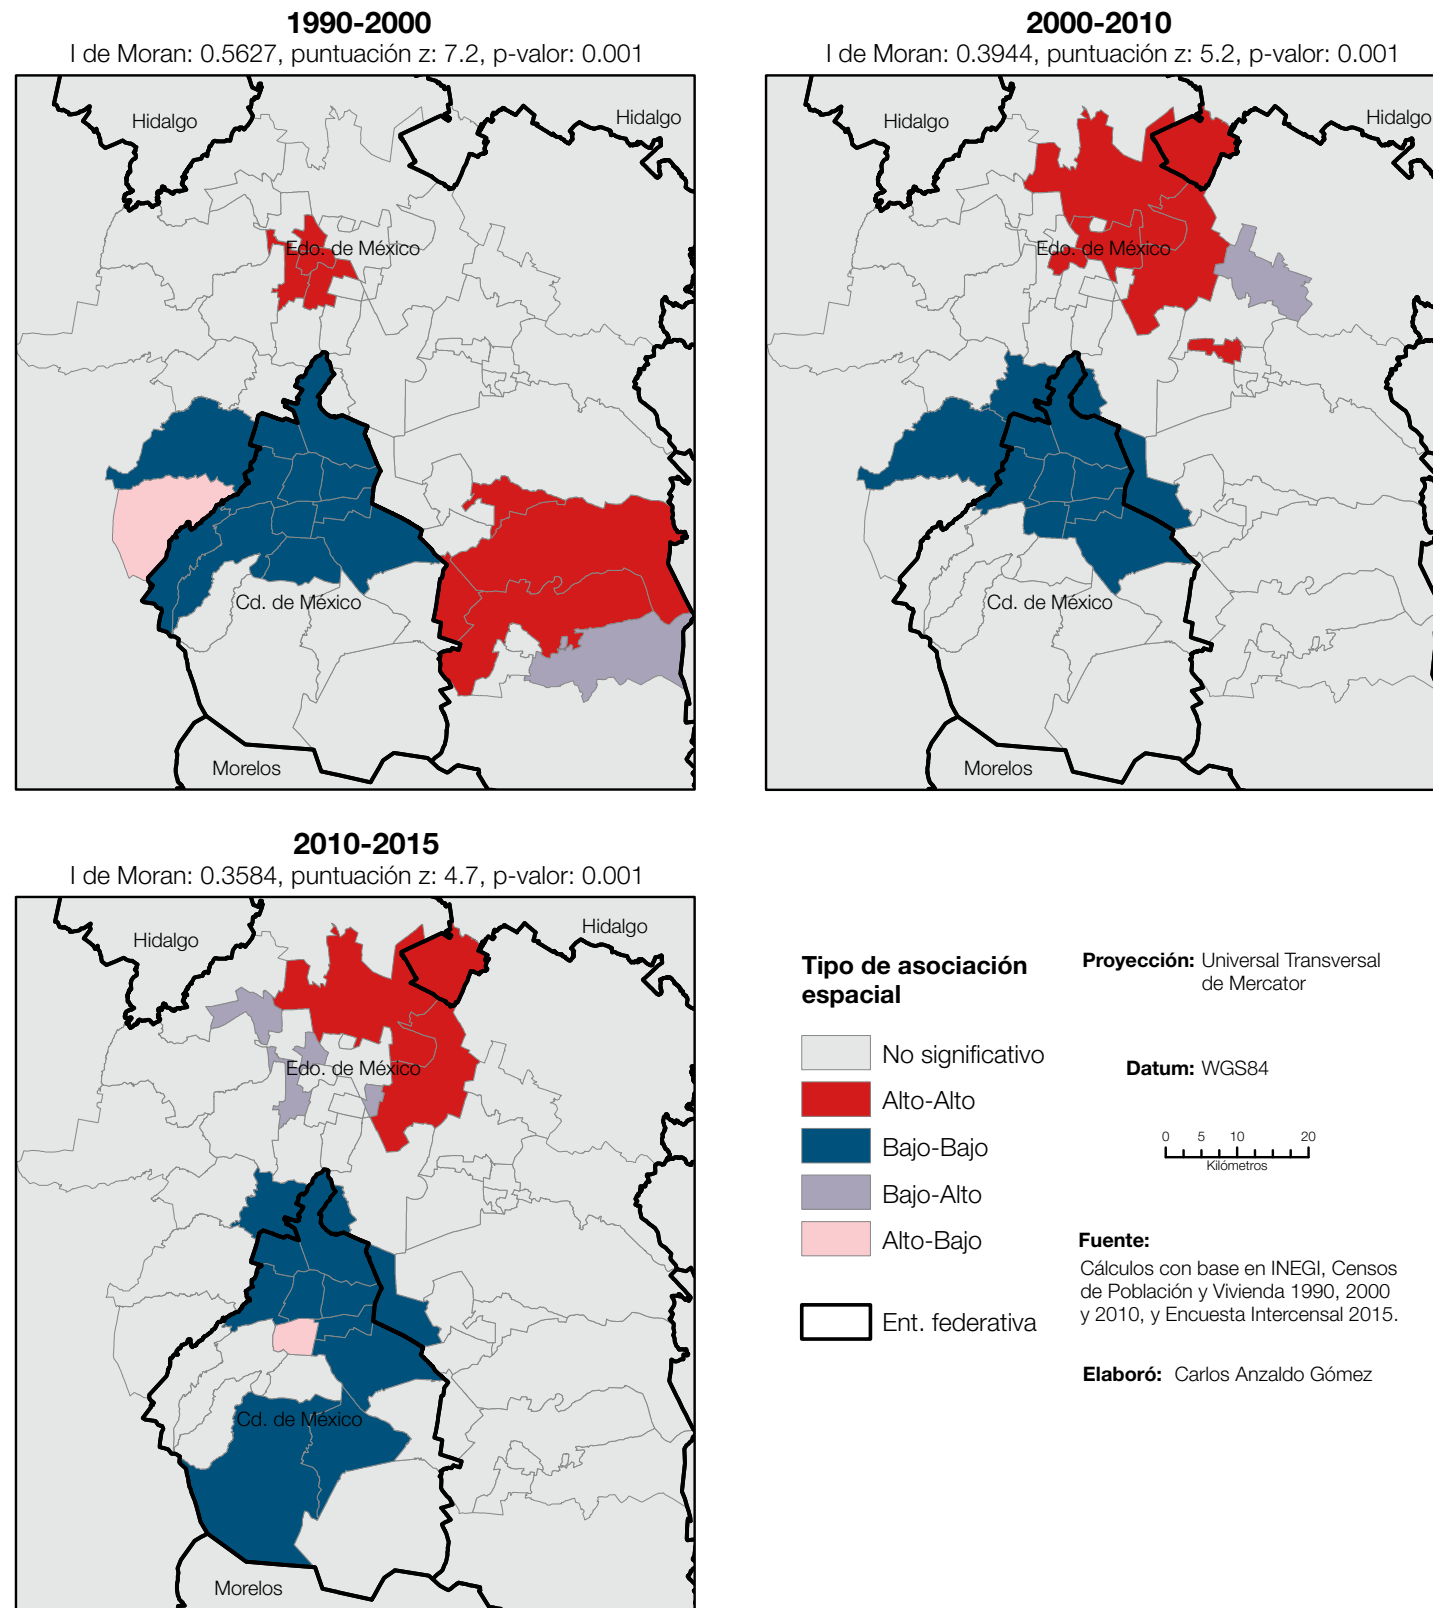 1990-2000
I de Moran: 0.5627, puntuación z: 7.2, p-valor: 0.001
Hidalgo
Hidalgo
Edo. de México
Cd. de México
Morelos
2000-2010
I de Moran: 0.3944, puntuación z: 5.2, p-valor: 0.001
Hidalgo
Hidalgo
Edo. de México
Cd. de México
Morelos
2010-2015
I de Moran: 0.3584, puntuación z: 4.7, p-valor: 0.001
Hidalgo
Hidalgo
Edo. de México
Cd. de México
Morelos
Tipo de asociación
espacial
No significativo
Alto-Alto
Bajo-Bajo
Bajo-Alto
Alto-Bajo
Ent. federativa
Proyección: Universal Transversal
de Mercator
Datum: WGS84
0 5 10 20
Kilómetros
Fuente:
Cálculos con base en INEGI, Censos
de Población y Vivienda 1990, 2000
y 2010, y Encuesta Intercensal 2015.
Elaboró: Carlos Anzaldo Gómez